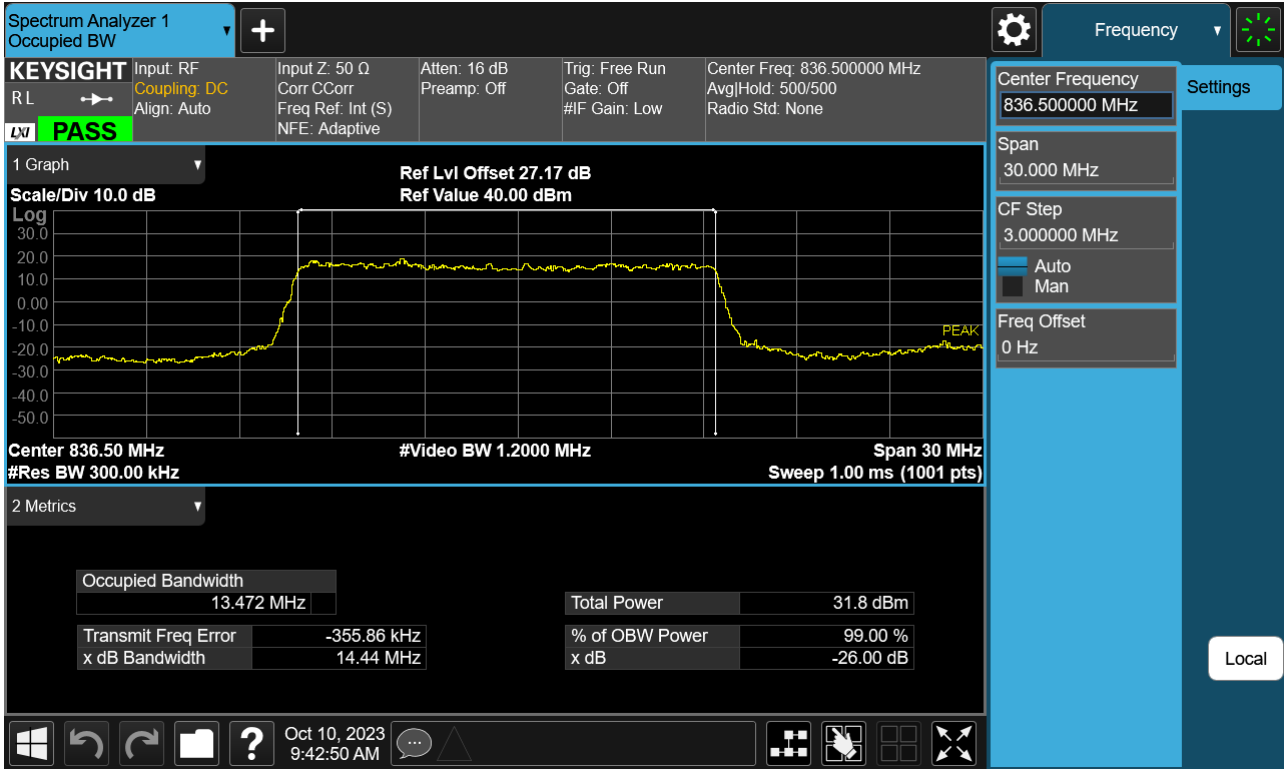 Spectrum Analyzer 1
Occupied BW
Frequency
KEYSIGHT
R L
LXI PASS
Input: RF
Coupling: DC
Align: Auto
Input Z: 50 Ω
Corr CCorr
Freq Ref: Int (S)
NFE: Adaptive
Atten: 16 dB
Preamp: Off
Trig: Free Run
Gate: Off
#IF Gain: Low
Center Freq: 836.500000 MHz
Avg|Hold: 500/500
Radio Std: None
Center Frequency
836.500000 MHz
Settings
Span
30.000 MHz
CF Step
3.000000 MHz
Auto
Man
Freq Offset
0 Hz
Local
1 Graph
Ref Lvl Offset 27.17 dB
Scale/Div 10.0 dB
Ref Value 40.00 dBm
Log
30.0
20.0
10.0
0.00
-10.0
PEAK
-20.0
-30.0
-40.0
-50.0
Center 836.50 MHz
#Video BW 1.2000 MHz
Span 30 MHz
#Res BW 300.00 kHz
Sweep 1.00 ms (1001 pts)
2 Metrics
Occupied Bandwidth
13.472 MHz
Total Power 31.8 dBm
Transmit Freq Error -355.86 kHz
% of OBW Power 99.00 %
x dB Bandwidth 14.44 MHz
x dB -26.00 dB
?
Oct 10, 2023
9:42:50 AM